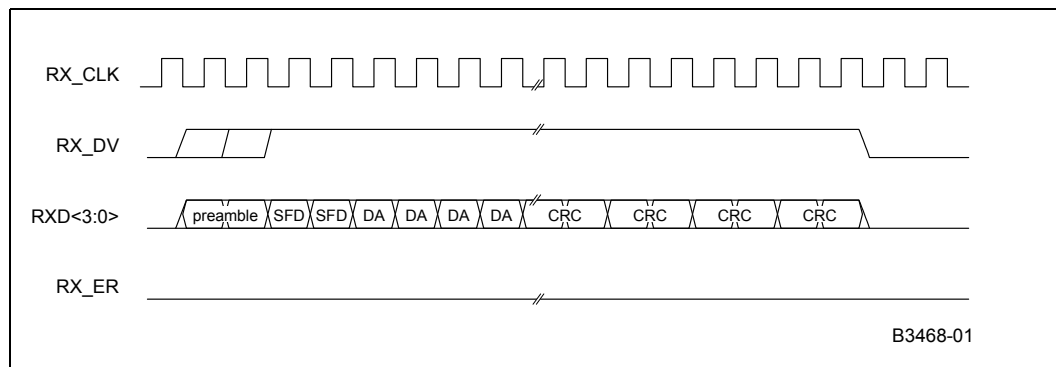 RX_CLK
RX_DV
RXD<3:0> preamble SFD SFD DA DA DA DA CRC CRC CRC CRC
RX_ER
B3468-01